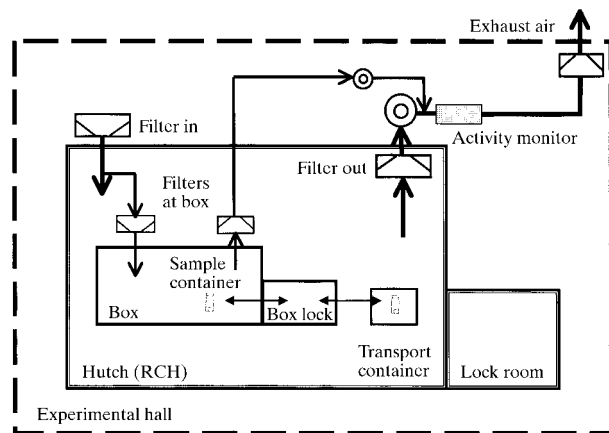 Exhaust air
Filter in
Activity monitor
Filter out
Filters
at box
Sample
container
Box
Box lock
Transport
container
Hutch (RCH)
Lock room
Experimental hall